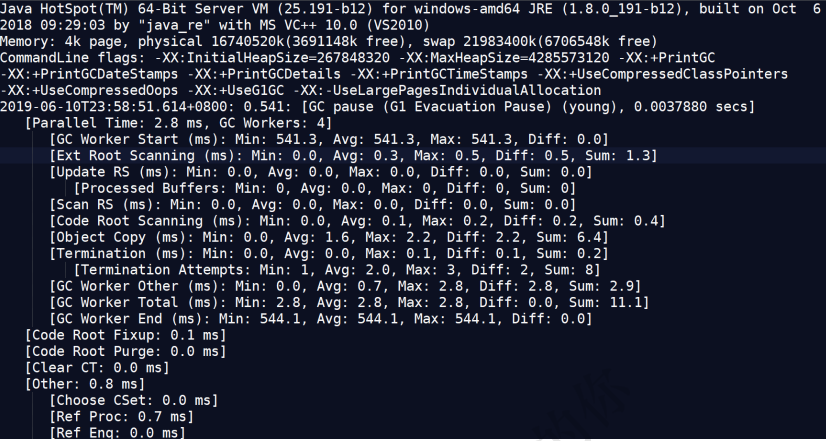 Java HotSpot(TM) 64-Bit Server VM (25.191-b12) for windows-amd64 JRE (1.8.0_191-b12), built on Oct  6
2018 09:29:03 by "java_re" with MS VC++ 10.0 (VS2010)
Memory: 4k page, physical 16740520k(3691148k free), swap 21983400k(6706548k free)
CommandLine flags: -XX:InitialHeapSize=267848320 -XX:MaxHeapSize=4285573120 -XX:+PrintGC
-XX:+PrintGCDateStamps -XX:+PrintGCDetails -XX:+PrintGCTimeStamps -XX:+UseCompressedClassPointers
-XX:+UseCompressedOops -XX:+UseG1GC -XX:-UseLargePagesIndividualAllocation
2019-06-10T23:58:51.614+0800: 0.541: [GC pause (G1 Evacuation Pause) (young), 0.0037880 secs]
[Parallel Time: 2.8 ms, GC Workers: 4]
[GC Worker Start (ms): Min: 541.3, Avg: 541.3, Max: 541.3, Diff: 0.0]
[Ext Root Scanning (ms): Min: 0.0, Avg: 0.3, Max: 0.5, Diff: 0.5, Sum: 1.3]
[Update RS (ms): Min: 0.0, Avg: 0.0, Max: 0.0, Diff: 0.0, Sum: 0.0]
[Processed Buffers: Min: 0, Avg: 0.0, Max: 0, Diff: 0, Sum: 0]
[Scan RS (ms): Min: 0.0, Avg: 0.0, Max: 0.0, Diff: 0.0, Sum: 0.0]
[Code Root Scanning (ms): Min: 0.0, Avg: 0.1, Max: 0.2, Diff: 0.2, Sum: 0.4]
[Object Copy (ms): Min: 0.0, Avg: 1.6, Max: 2.2, Diff: 2.2, Sum: 6.4]
[Termination (ms): Min: 0.0, Avg: 0.0, Max: 0.1, Diff: 0.1, Sum: 0.2]
[Termination Attempts: Min: 1, Avg: 2.0, Max: 3, Diff: 2, Sum: 8]
[GC Worker Other (ms): Min: 0.0, Avg: 0.7, Max: 2.8, Diff: 2.8, Sum: 2.9]
[GC Worker Total (ms): Min: 2.8, Avg: 2.8, Max: 2.8, Diff: 0.0, Sum: 11.1]
[GC Worker End (ms): Min: 544.1, Avg: 544.1, Max: 544.1, Diff: 0.0]
[Code Root Fixup: 0.1 ms]
[Code Root Purge: 0.0 ms]
[Clear CT: 0.0 ms]
[Other: 0.8 ms]
[Choose CSet: 0.0 ms]
[Ref Proc: 0.7 ms]
[Ref Enq: 0.0 ms]